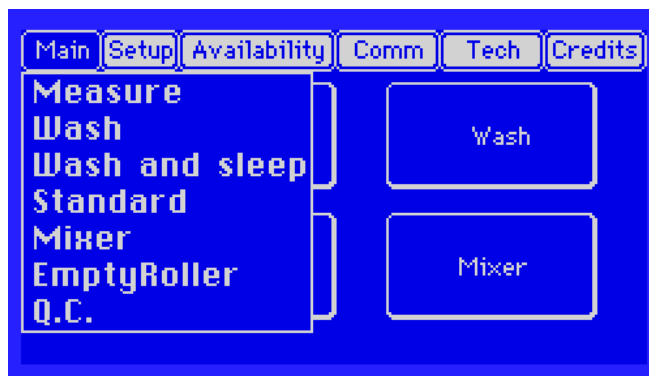 Main Setup Availability Comm Tech Credits
Measure
Wash
Wash and sleep
Standard
Mixer
EmptyRoller
Q.C.
Wash
Mixer